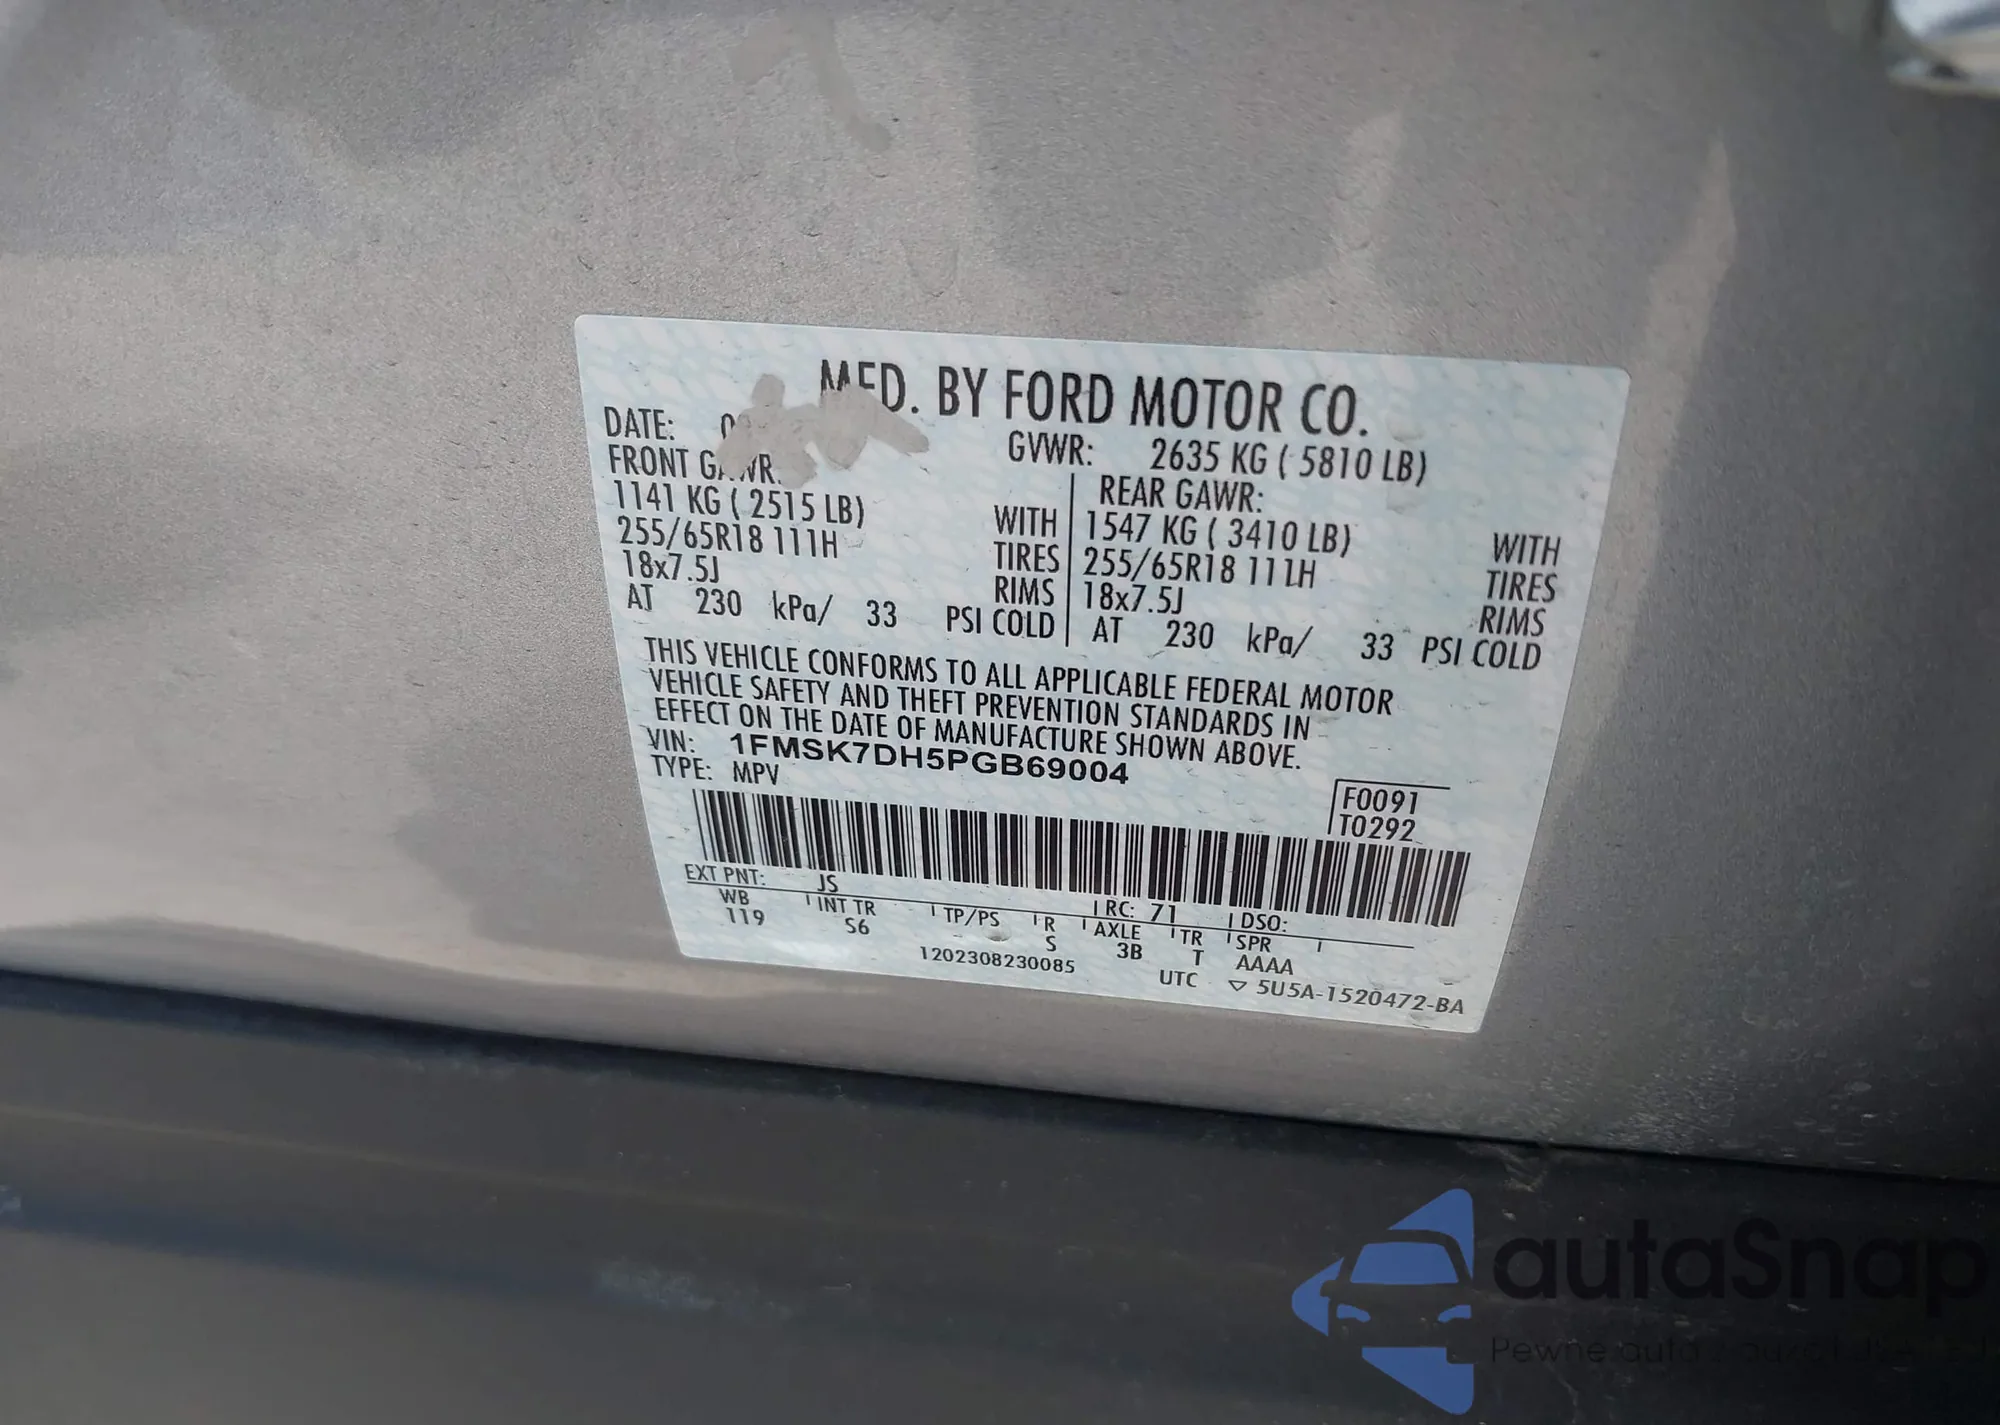 MFD. BY FORD MOTOR CO.
DATE:
GVWR: 2635 KG ( 5810 LB)
FRONT GAWR:
REAR GAWR:
1141 KG ( 2515 LB) WITH
1547 KG ( 3410 LB) WITH
255/65R18 111H TIRES
255/65R18 111H TIRES
18x7.5J RIMS
18x7.5J RIMS
AT 230 kPa/ 33 PSI COLD
AT 230 kPa/ 33 PSI COLD
THIS VEHICLE CONFORMS TO ALL APPLICABLE FEDERAL MOTOR
VEHICLE SAFETY AND THEFT PREVENTION STANDARDS IN
EFFECT ON THE DATE OF MANUFACTURE SHOWN ABOVE.
VIN: 1FMSK7DH5PGB69004
TYPE: MPV
F0091
T0292
EXT PNT: JS RC: 71 DSO:
WB INT TR TP/PS R AXLE TR SPR
119 S6 S 3B T AAAA
1202308230085
UTC ▽ 5U5A-1520472-BA
autaSnap
Pewne auto